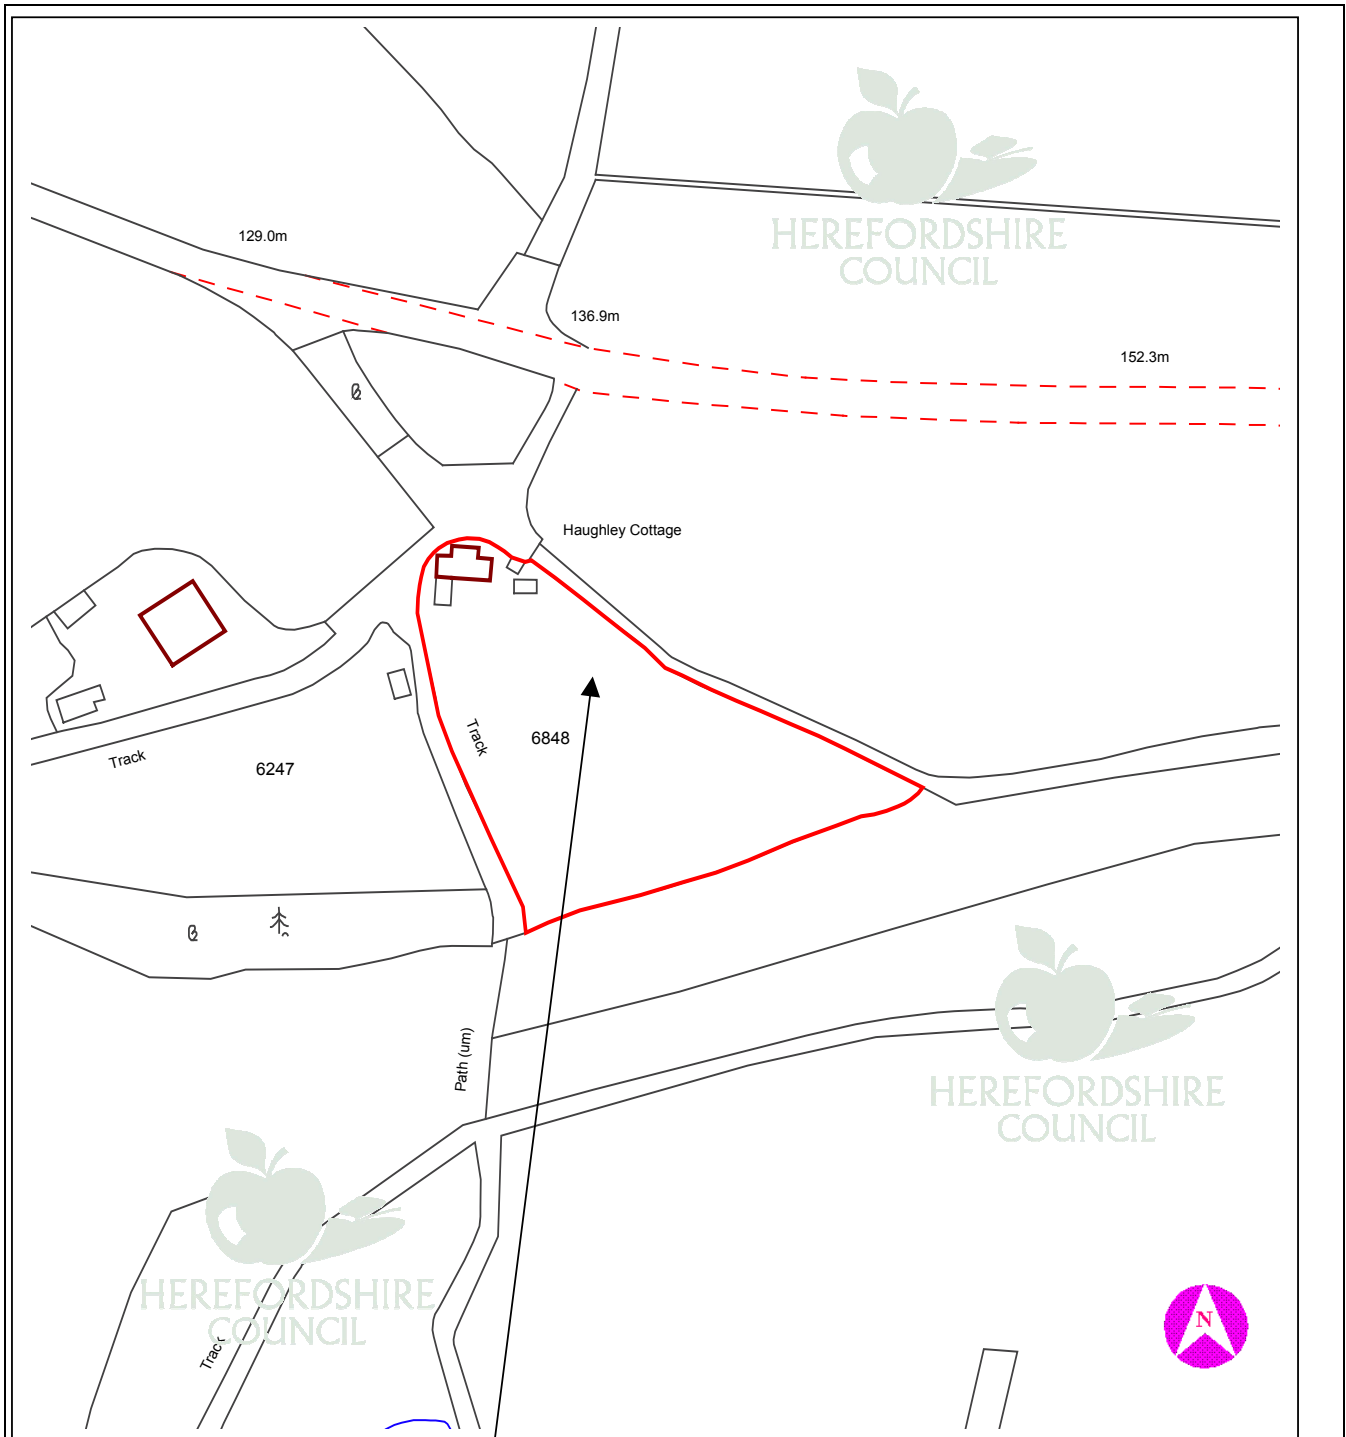 HEREFORDSHIRE
COUNCIL
129.0m
136.9m
152.3m
Haughley Cottage
Track
6848
Track
6247
Path (um)
HEREFORDSHIRE
COUNCIL
HEREFORDSHIRE
COUNCIL
Track
N